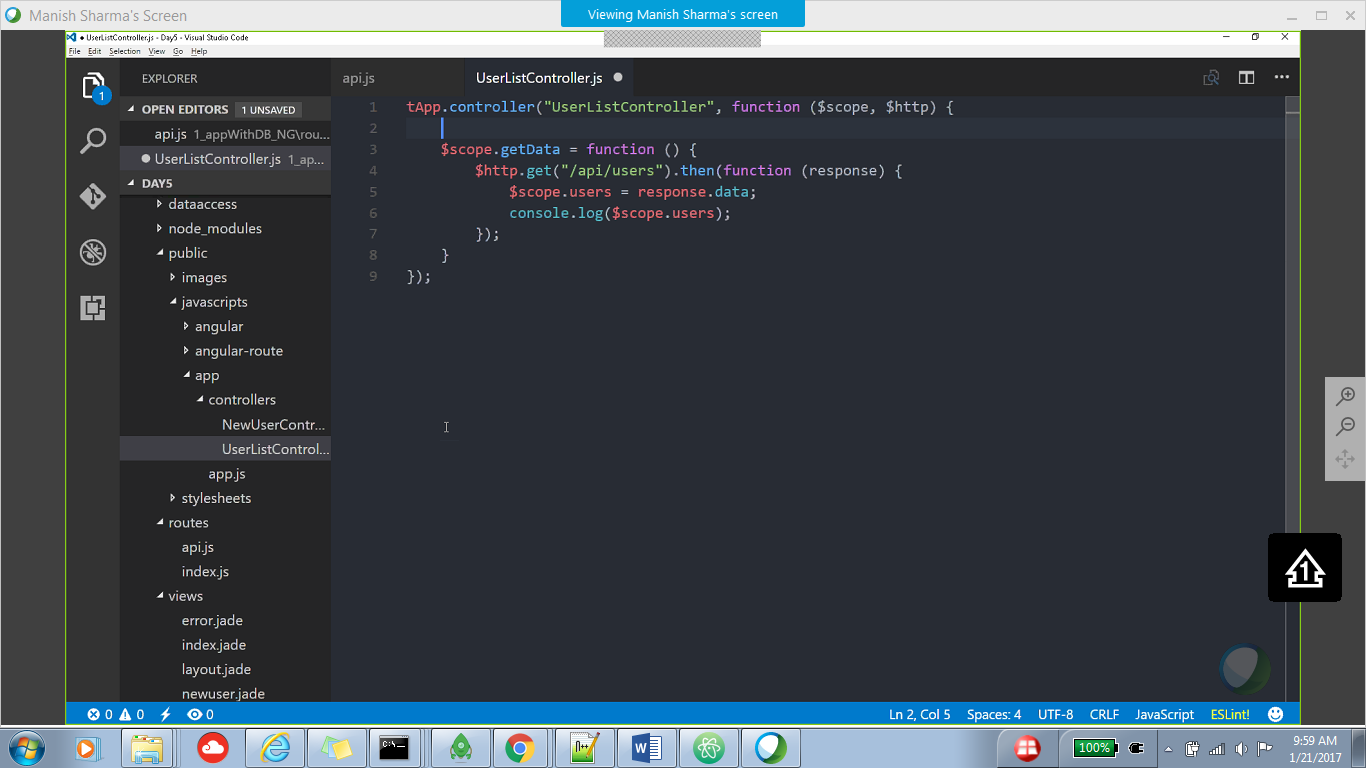 Manish Sharma's Screen
Viewing Manish Sharma's screen
● UserListController.js - Day5 - Visual Studio Code
File Edit Selection View Go Help
1
EXPLORER
OPEN EDITORS 1 UNSAVED
api.js 1_appWithDB_NG\rou...
● UserListController.js 1_ap...
DAY5
dataaccess
node_modules
public
images
javascripts
angular
angular-route
app
controllers
NewUserContr...
UserListControl...
app.js
stylesheets
routes
api.js
index.js
views
error.jade
index.jade
layout.jade
newuser.jade
api.js UserListController.js ●
1 tApp.controller("UserListController", function ($scope, $http) {
2
3 $scope.getData = function () {
4 $http.get("/api/users").then(function (response) {
5 $scope.users = response.data;
6 console.log($scope.users);
7 });
8 }
9 });
1
0 0 0
Ln 2, Col 5 Spaces: 4 UTF-8 CRLF JavaScript ESLint!
C:\.
n++
W
100%
9:59 AM
1/21/2017